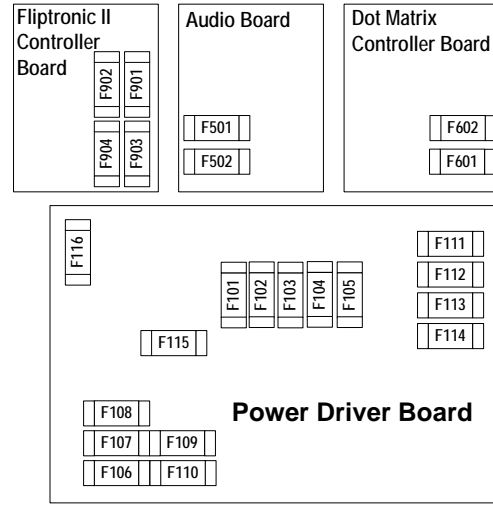 Fliptronic II
Controller
Board
F902
F901
F904
F903
Audio Board
F501
F502
Dot Matrix
Controller Board
F602
F601
F116
F101
F102
F103
F104
F105
F111
F112
F113
F114
F115
F108
F107
F109
F106
F110
Power Driver Board